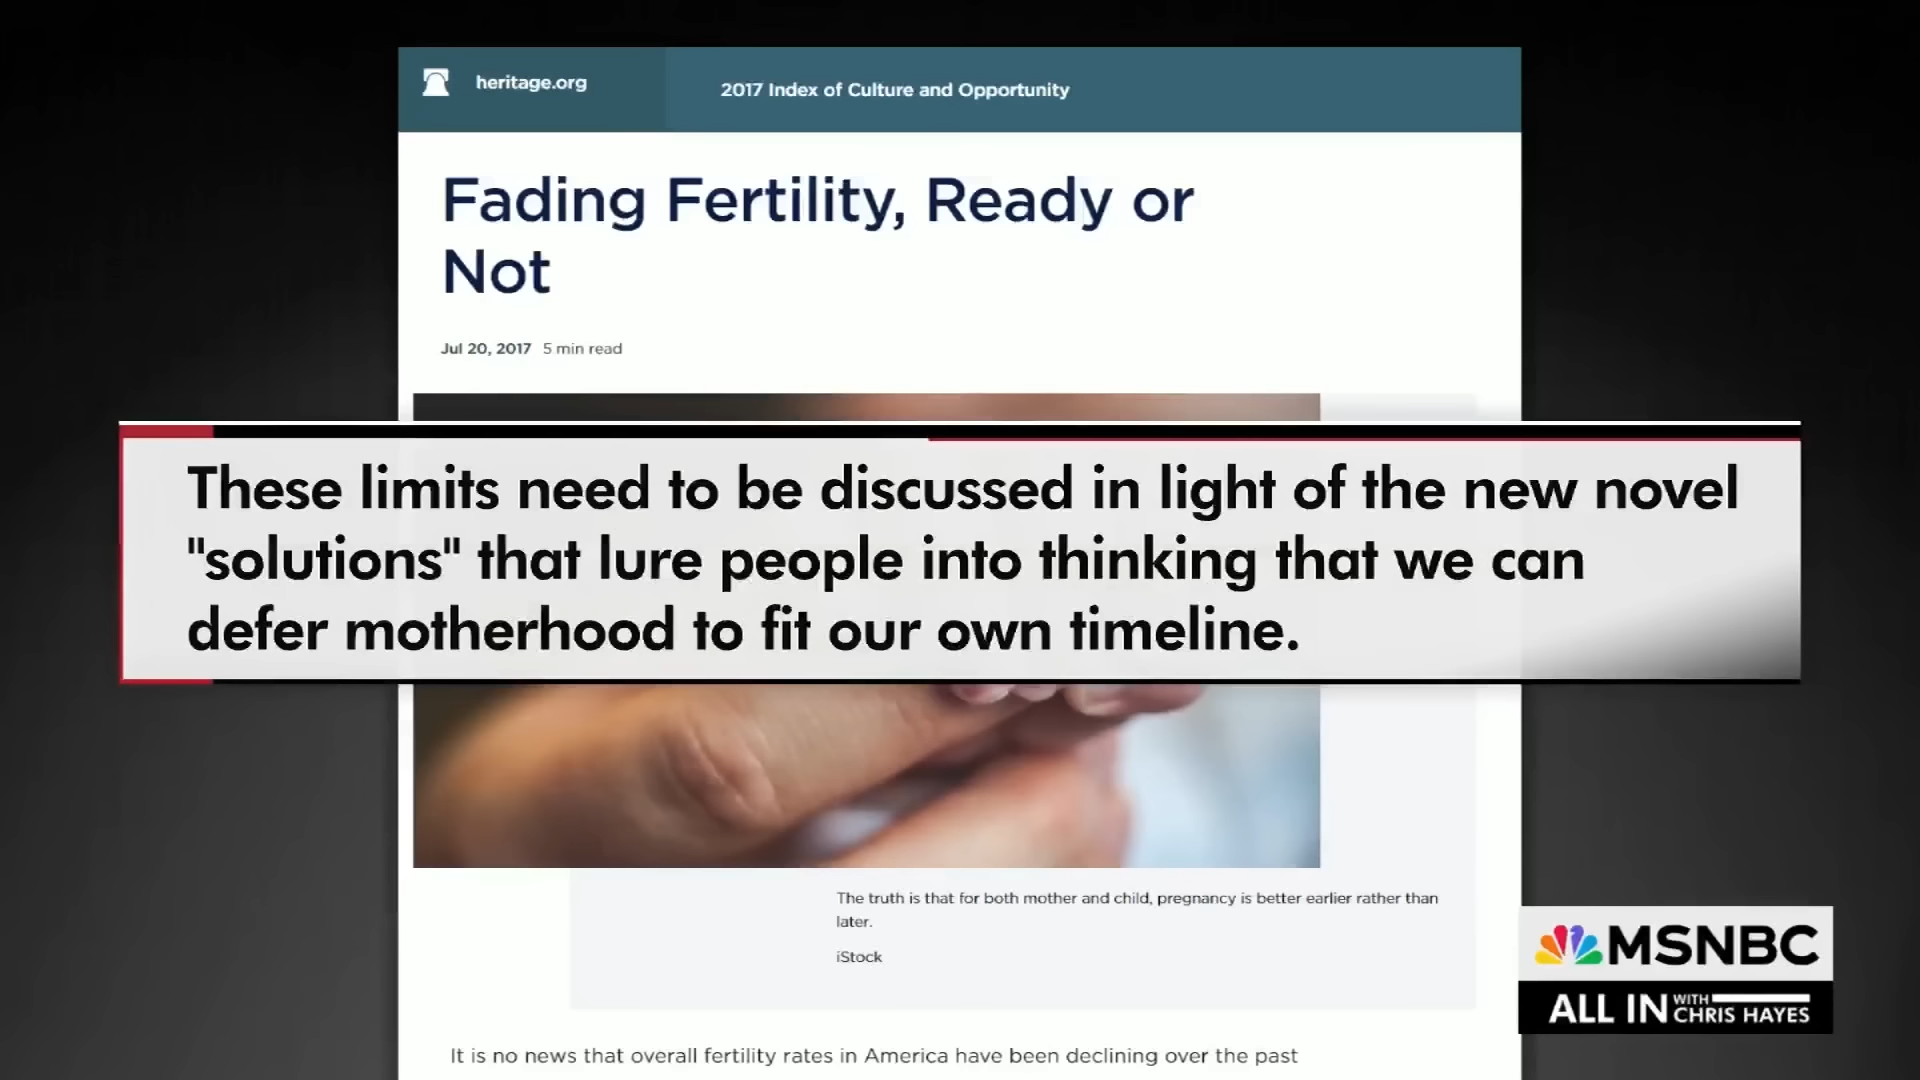 heritage.org
2017 Index of Culture and Opportunity
Fading Fertility, Ready or
Not
Jul 20, 2017 5 min read
These limits need to be discussed in light of the new novel
"solutions" that lure people into thinking that we can
defer motherhood to fit our own timeline.
The truth is that for both mother and child, pregnancy is better earlier rather than
later.
iStock
It is no news that overall fertility rates in America have been declining over the past
MSNBC
ALL IN WITH CHRIS HAYES